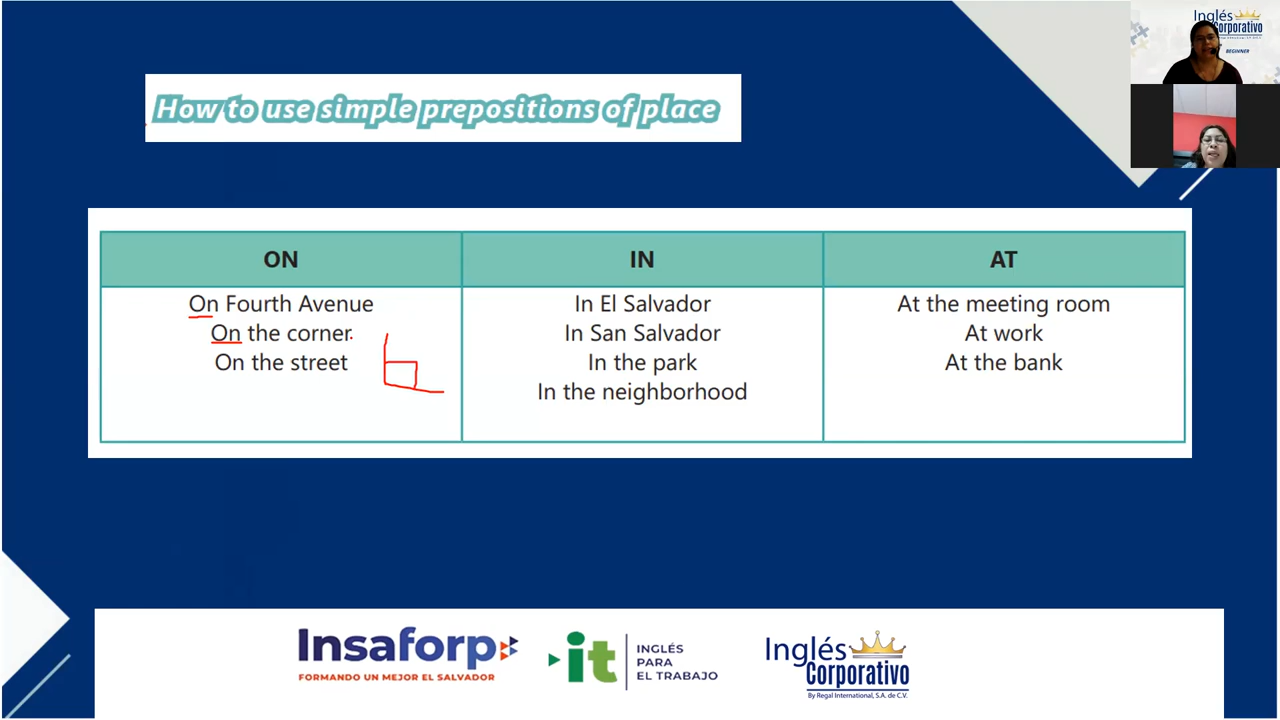 Inglés
Corporativo
BEGINNER
How to use simple prepositions of place
ON
IN
AT
On Fourth Avenue
On the corner.
On the street
In El Salvador
In San Salvador
In the park
In the neighborhood
At the meeting room
At work
At the bank
Insaforp
FORMANDO UN MEJOR EL SALVADOR
it
INGLÉS
PARA
EL TRABAJO
Inglés
Corporativo
By Regal International, S.A. de C.V.